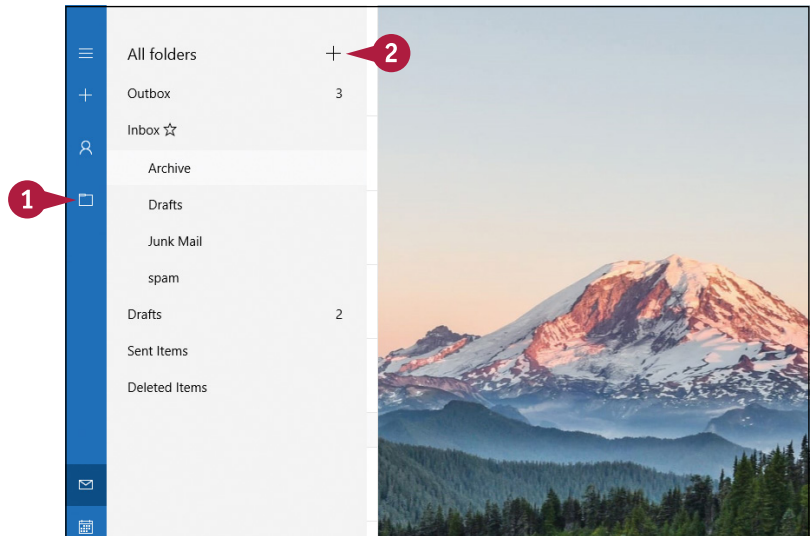 All folders
2
Outbox 3
Inbox
Archive
1
Drafts
Junk Mail
spam
Drafts 2
Sent Items
Deleted Items